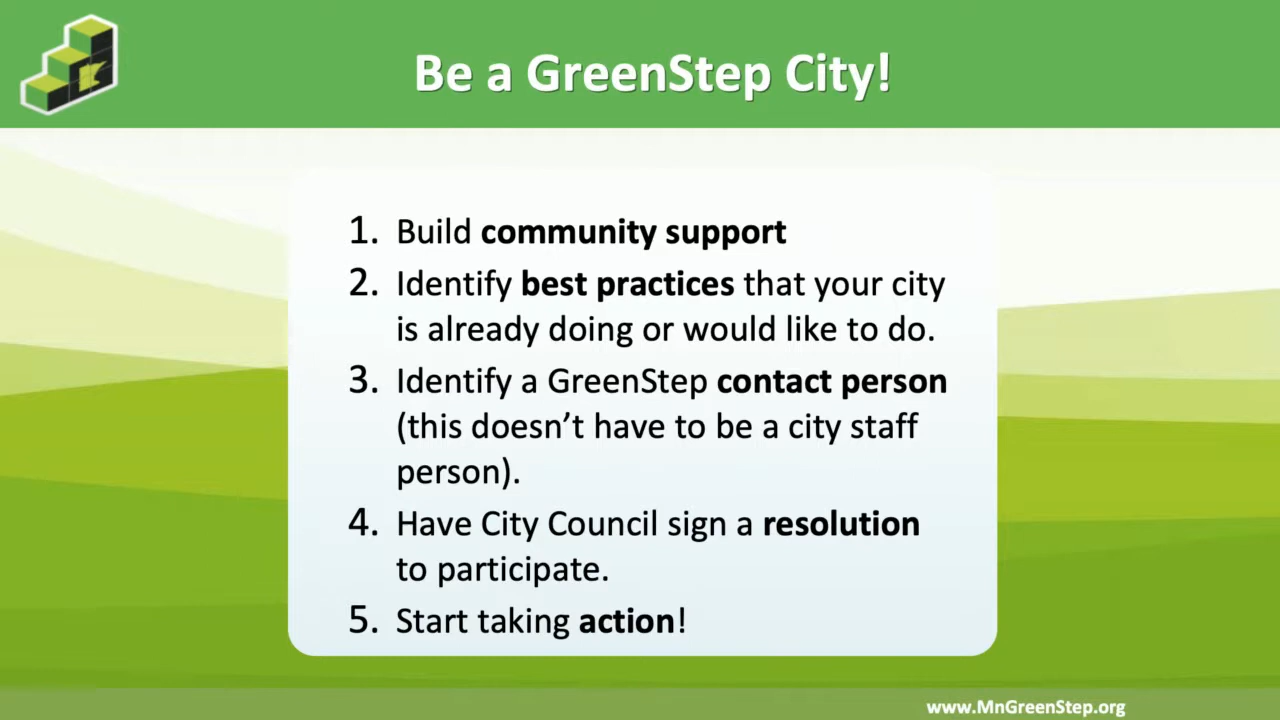 Be a GreenStep City!
1. Build community support
2. Identify best practices that your city
is already doing or would like to do.
3. Identify a GreenStep contact person
(this doesn’t have to be a city staff
person).
4. Have City Council sign a resolution
to participate.
5. Start taking action!
www.MnGreenStep.org